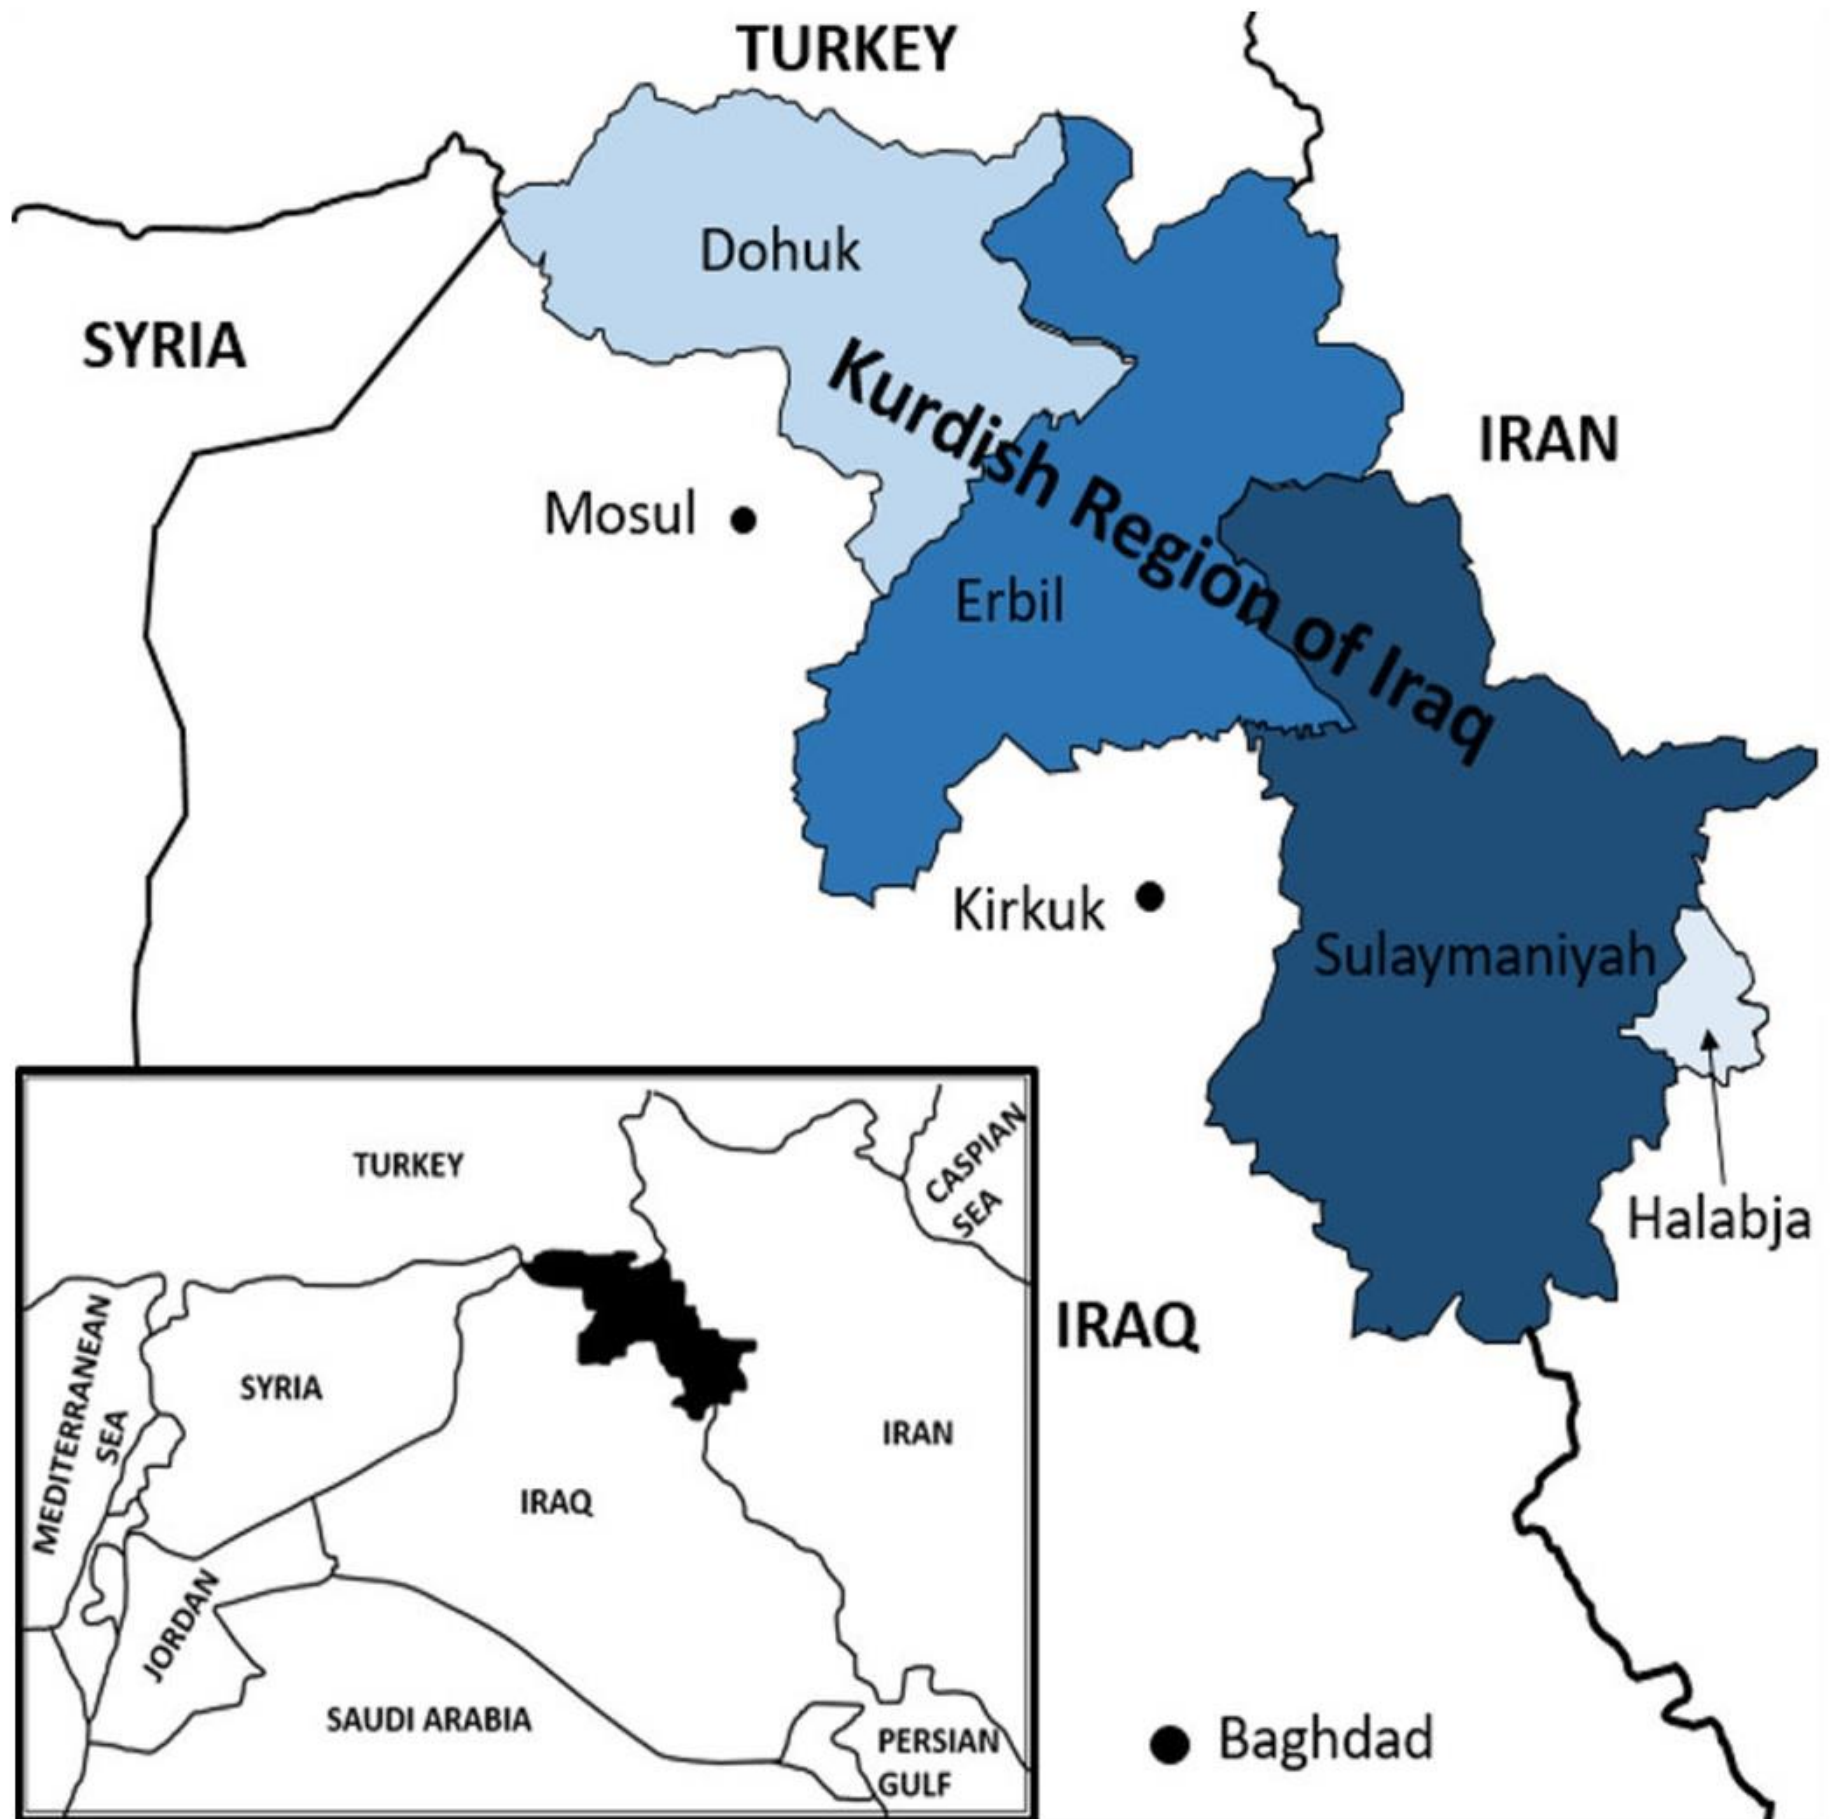 TURKEY
Dohuk
SYRIA
Kurdish Region of Iraq
IRAN
Mosul
Erbil
Kirkuk
Sulaymaniyah
Halabja
IRAQ
Baghdad
TURKEY
CASPIAN
SEA
MEDITERRANEAN
SEA
SYRIA
IRAN
IRAQ
JORDAN
SAUDI ARABIA
PERSIAN
GULF